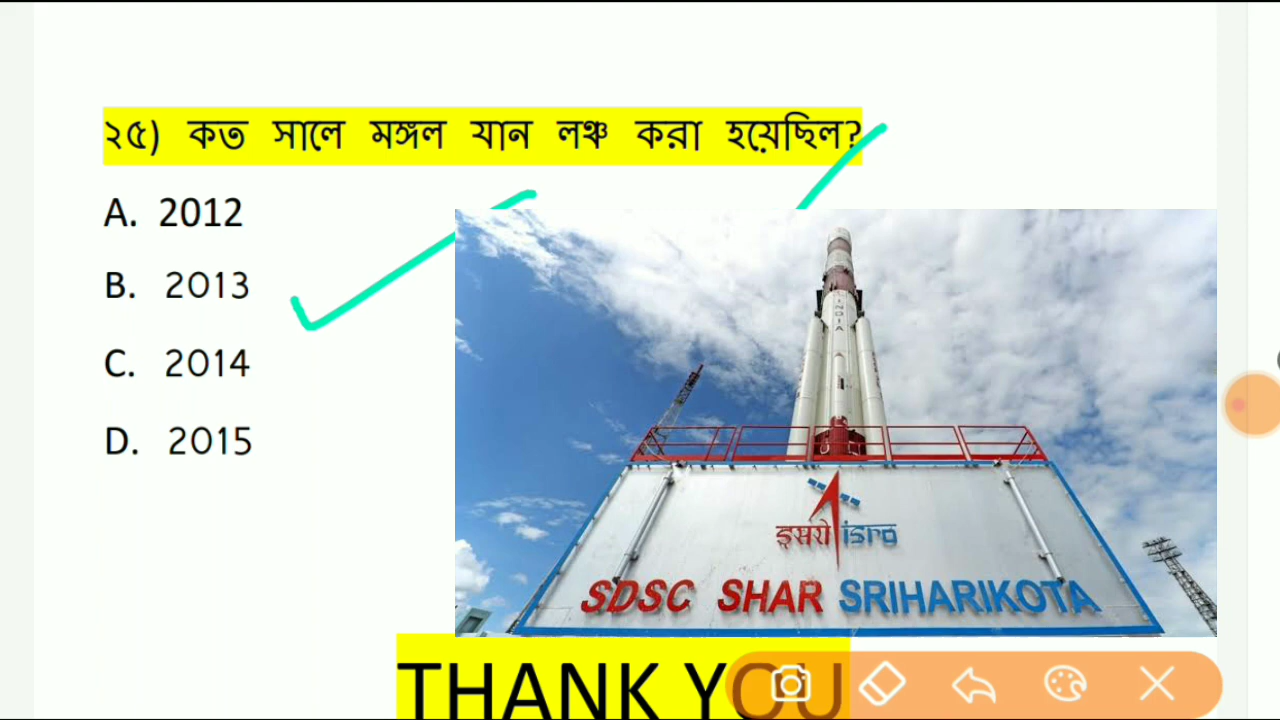 ২৫) কত সালে মঙ্গল যান লঞ্চ করা হয়েছিল?
A. 2012
B. 2013
C. 2014
D. 2015
INDIA
इसरो isro
SDSC SHAR SRIHARIKOTA
THANK YOU